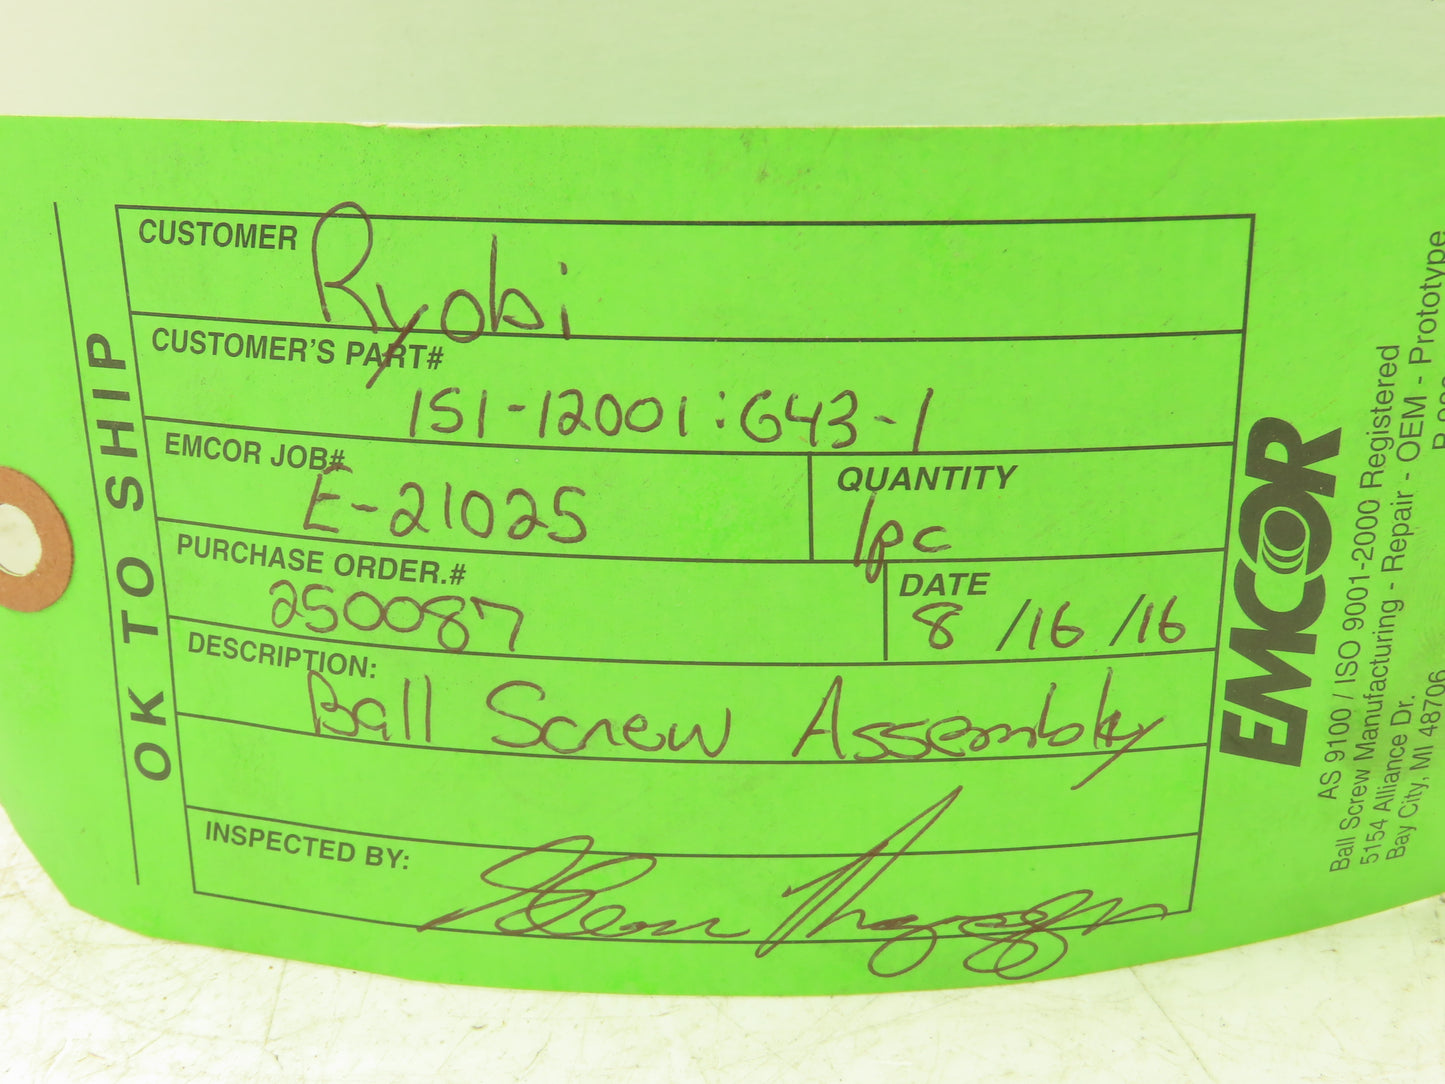 OK TO SHIP
CUSTOMER Ryobi
CUSTOMER'S PART#
1S1-12001:G43-1
EMCOR JOB# E-21025
QUANTITY 1pc
PURCHASE ORDER.# 250087
DATE 8/16/16
DESCRIPTION:
Ball Screw Assembly
INSPECTED BY:
EMCOR
AS 9100 / ISO 9001-2000 Registered
Ball Screw Manufacturing - Repair - OEM - Prototype
5154 Alliance Dr.
Bay City, MI 48706